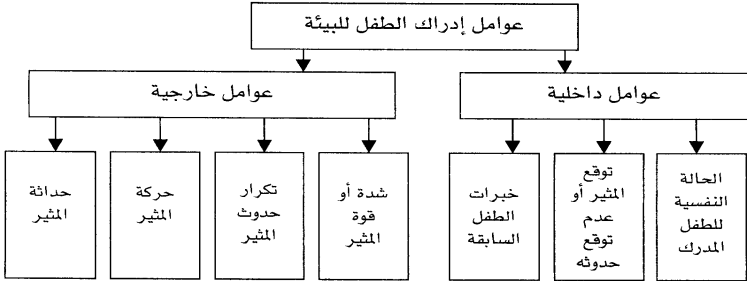 عوامل إدراك الطفل للبيئة
عوامل داخلية
عوامل خارجية
الحالة
النفسية
للطفل
المدرك
توقع
المثير أو
عدم
توقع
حدوثه
خبرات
الطفل
السابقة
شدة أو
قوة
المثير
تكرار
حدوث
المثير
حركة
المثير
حداثة
المثير